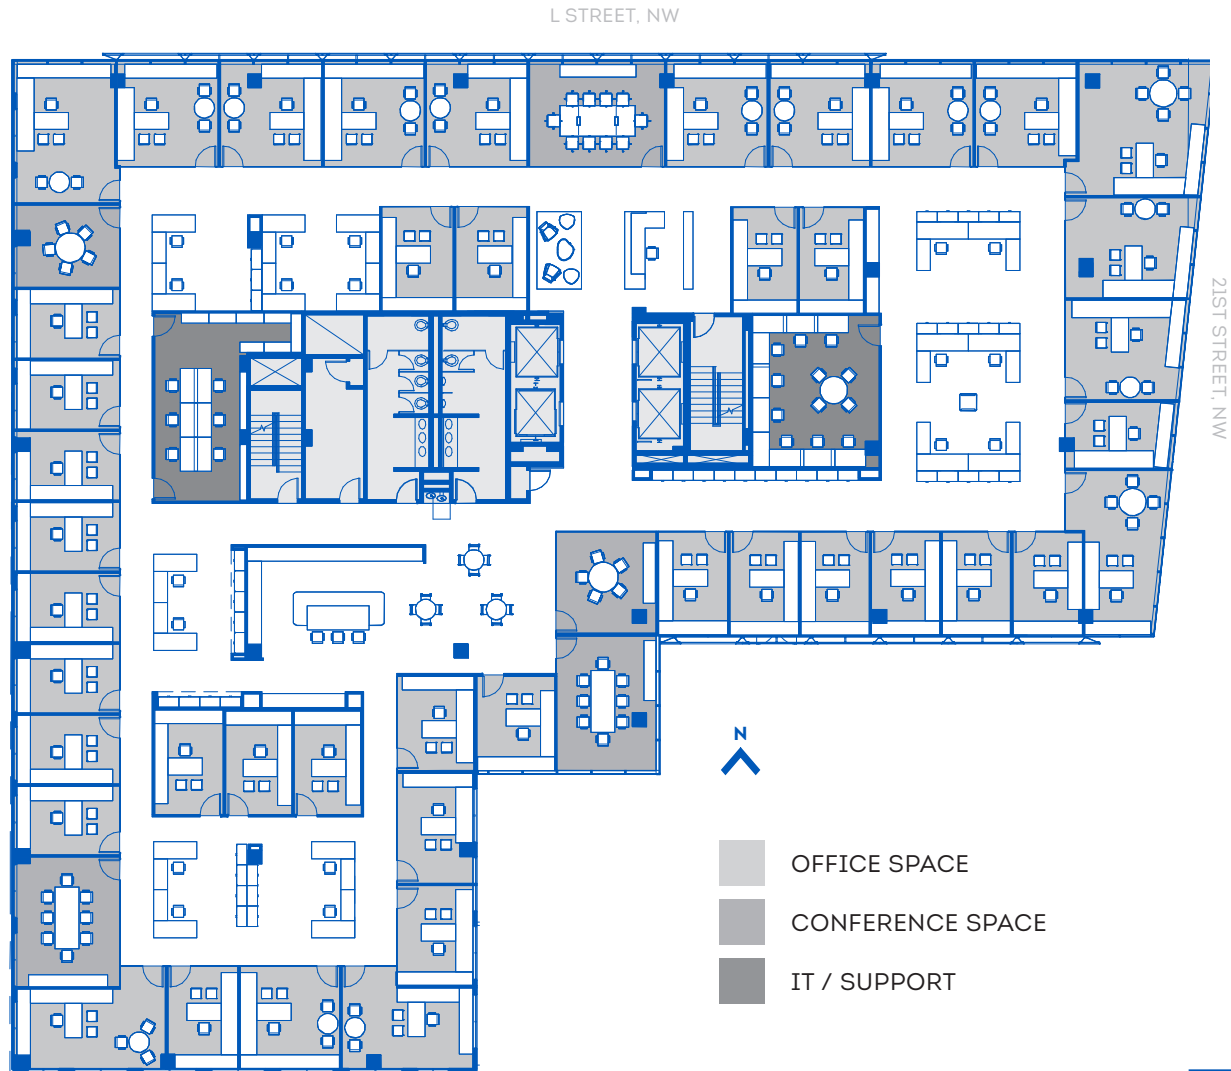 L STREET, NW
21ST STREET, NW
N
OFFICE SPACE
CONFERENCE SPACE
IT / SUPPORT